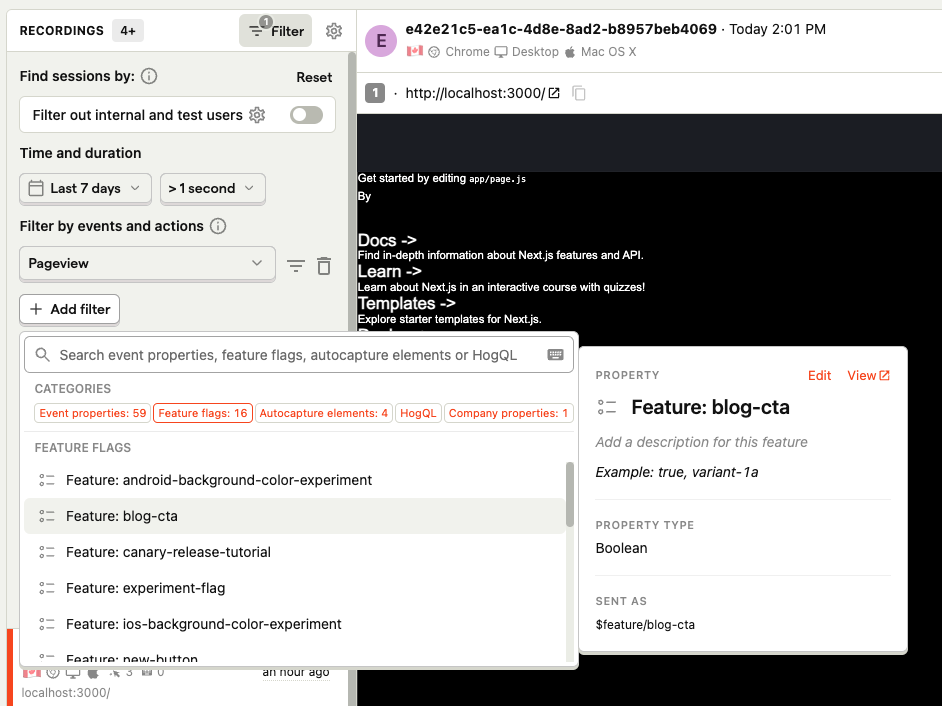 RECORDINGS 4+
1
Filter
Find sessions by:
Reset
Filter out internal and test users
Time and duration
Last 7 days
> 1 second
Filter by events and actions
Pageview
Add filter
Search event properties, feature flags, autocapture elements or HogQL
CATEGORIES
Event properties: 59 Feature flags: 16 Autocapture elements: 4 HogQL Company properties: 1
FEATURE FLAGS
Feature: android-background-color-experiment
Feature: blog-cta
Feature: canary-release-tutorial
Feature: experiment-flag
Feature: ios-background-color-experiment
Feature: new-button
3 0 an hour ago
localhost:3000/
E
e42e21c5-ea1c-4d8e-8ad2-b8957beb4069 · Today 2:01 PM
Chrome Desktop Mac OS X
1 · http://localhost:3000/
Get started by editing app/page.js
By
Docs ->
Find in-depth information about Next.js features and API.
Learn ->
Learn about Next.js in an interactive course with quizzes!
Templates ->
Explore starter templates for Next.js.
PROPERTY
Edit View
Feature: blog-cta
Add a description for this feature
Example: true, variant-1a
PROPERTY TYPE
Boolean
SENT AS
$feature/blog-cta